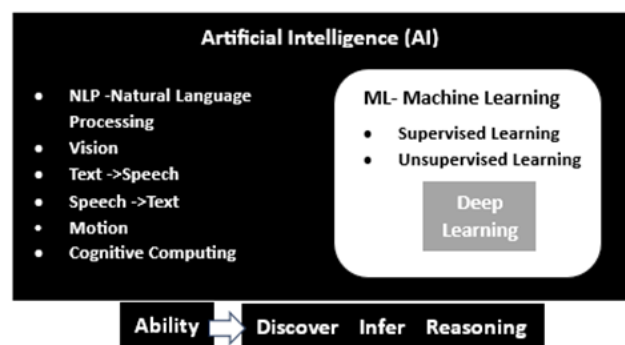 Artificial Intelligence (AI)
• NLP -Natural Language
Processing
• Vision
• Text ->Speech
• Speech ->Text
• Motion
• Cognitive Computing
ML- Machine Learning
• Supervised Learning
• Unsupervised Learning
Deep
Learning
Ability Discover Infer Reasoning